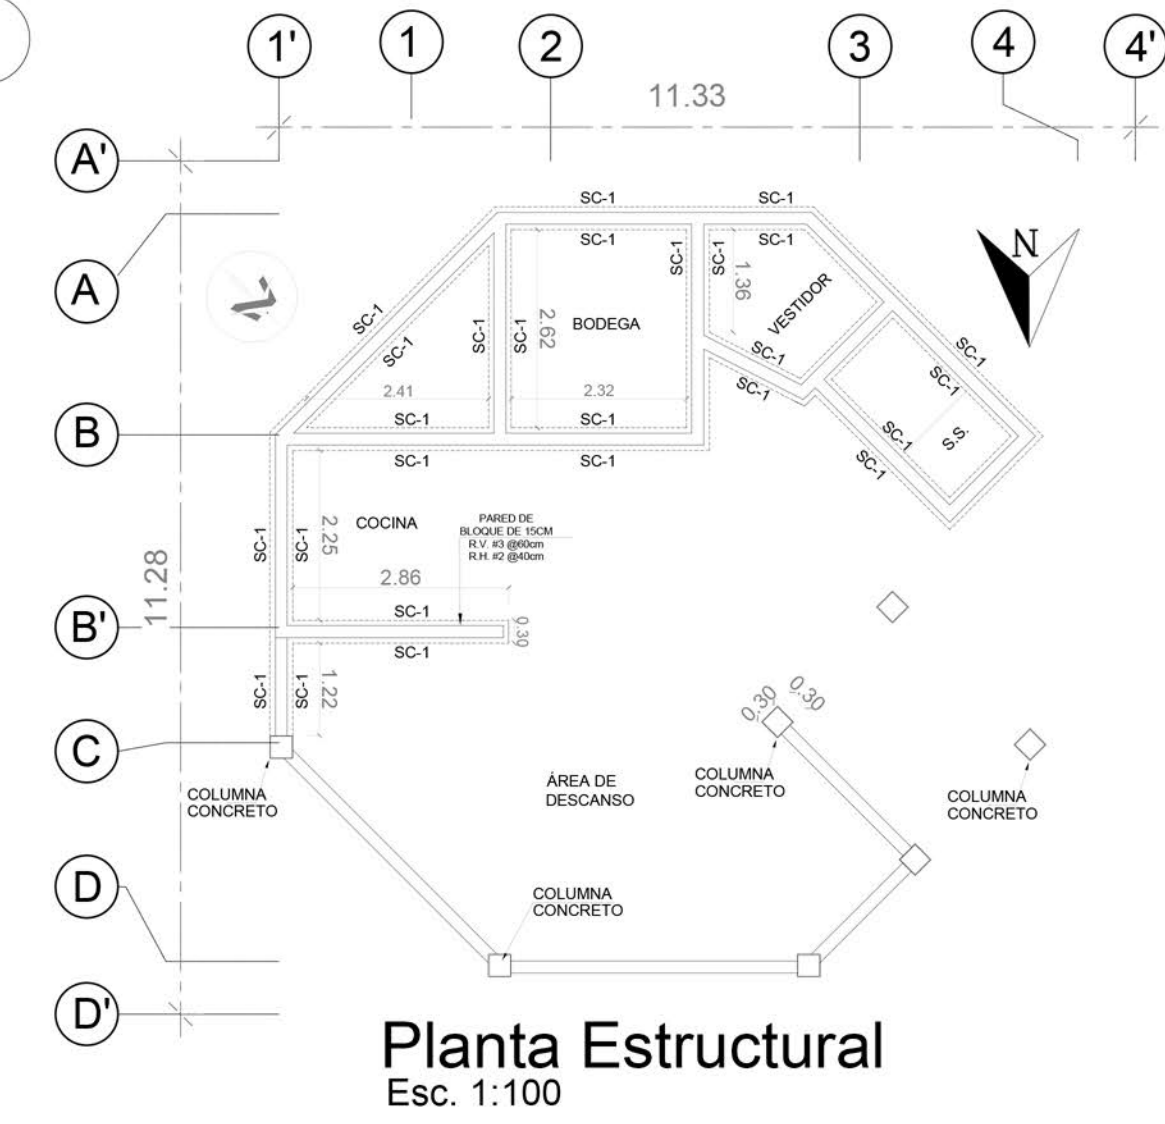 1'
1
2
3
4
4'
11.33
A'
A
B
B'
C
D
D'
11.28
N
SC-1
SC-1
SC-1
SC-1
SC-1
SC-1
1.36
VESTIDOR
SC-1
SC-1
SC-1
SC-1
SC-1
2.62
BODEGA
2.41
2.32
SC-1
SC-1
SC-1
SC-1
SC-1
SC-1
SC-1
SC-1
SC-1
S.S.
SC-1
SC-1
2.25
COCINA
PARED DE
BLOQUE DE 15CM
R.V. #3 @60cm
R.H. #2 @40cm
2.86
SC-1
0.30
SC-1
SC-1
SC-1
1.22
0.30
0.30
COLUMNA
CONCRETO
ÁREA DE
DESCANSO
COLUMNA
CONCRETO
COLUMNA
CONCRETO
COLUMNA
CONCRETO
Planta Estructural
Esc. 1:100